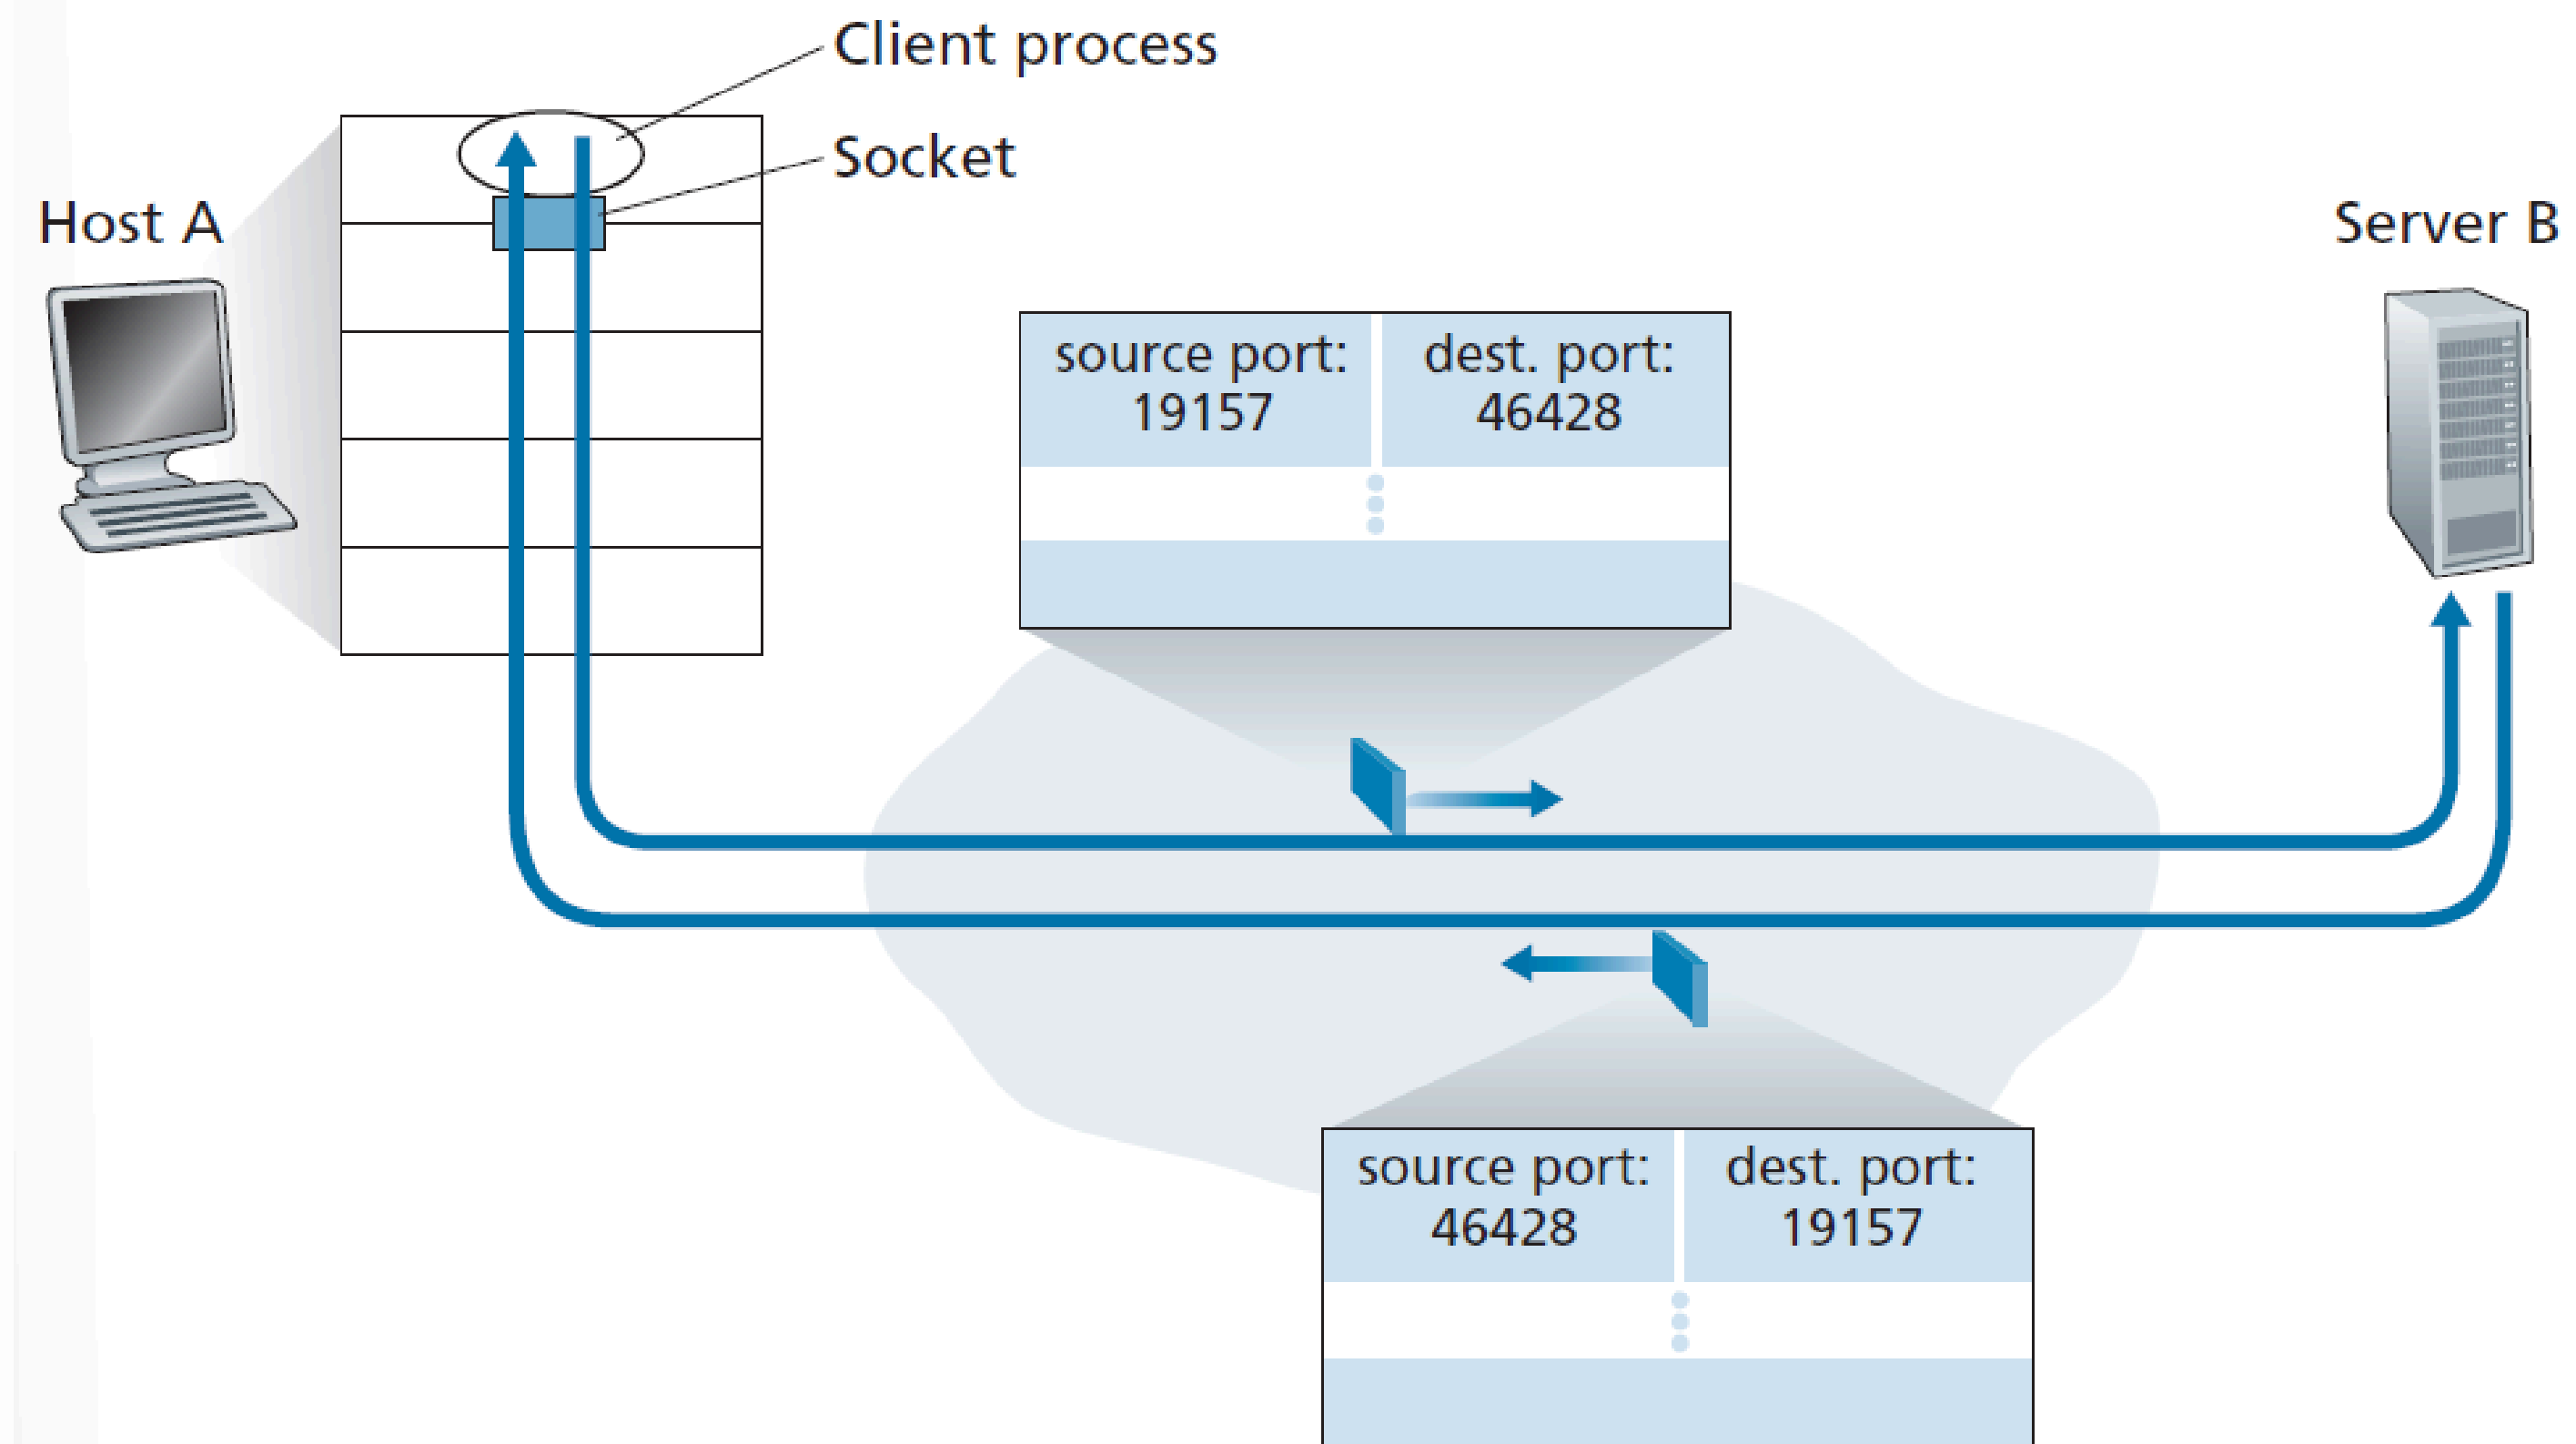 Client process
Socket
Host A
Server B
source port:
19157
dest. port:
46428
source port:
46428
dest. port:
19157